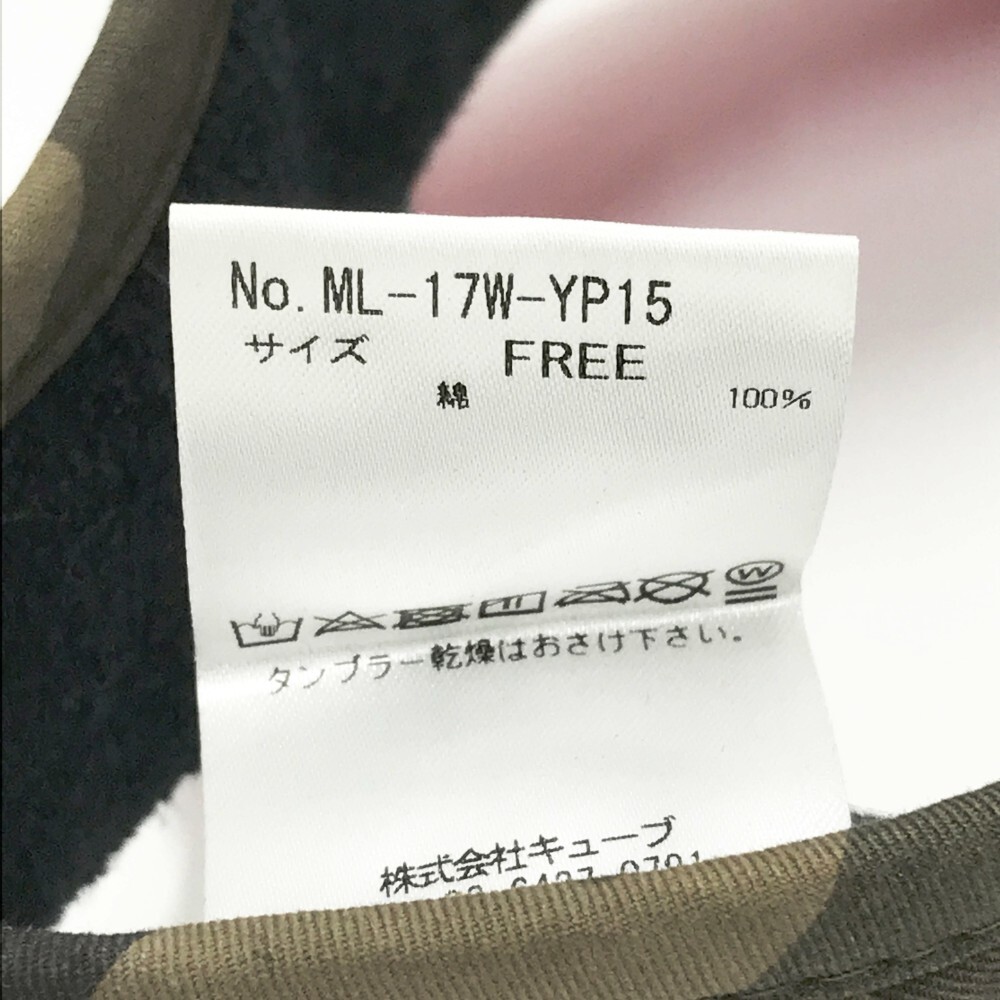 No. ML-17W-YP15
サイズ FREE
綿 100%
W
タンブラー乾燥はおさけ下さい。
株式会社キューブ